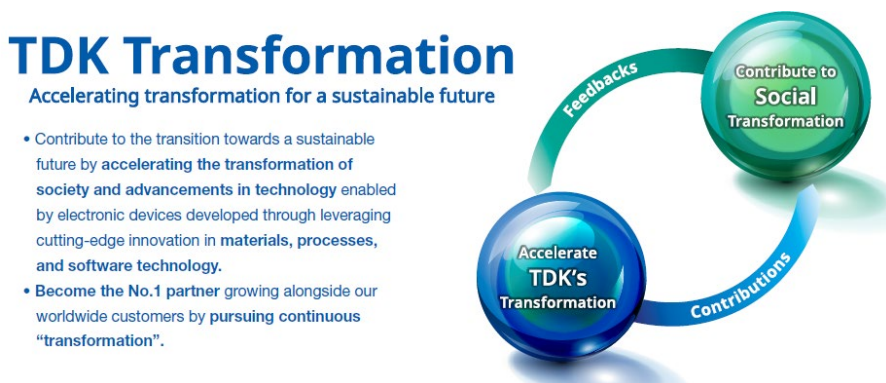 TDK Transformation
Accelerating transformation for a sustainable future
• Contribute to the transition towards a sustainable
future by accelerating the transformation of
society and advancements in technology enabled
by electronic devices developed through leveraging
cutting-edge innovation in materials, processes,
and software technology.
• Become the No.1 partner growing alongside our
worldwide customers by pursuing continuous
“transformation”.
Feedbacks
Contribute to
Social
Transformation
Accelerate
TDK’s
Transformation
Contributions